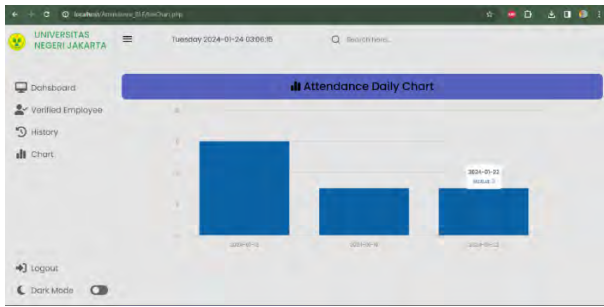 UNIVERSITAS
NEGERI JAKARTA
Tuesday 2024-01-24 03:06:15
Search here...
Dahsboard
Attendance Daily Chart
Verified Employee
History
Chart
2024-01-22
Logout
Dark Mode